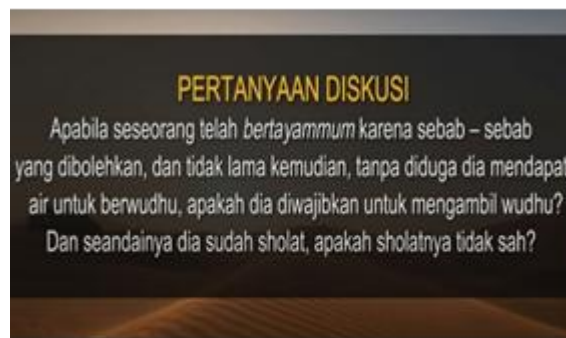 PERTANYAAN DISKUSI
Apabila seseorang telah bertayammum karena sebab – sebab
yang dibolehkan, dan tidak lama kemudian, tanpa diduga dia mendapat
air untuk berwudhu, apakah dia diwajibkan untuk mengambil wudhu?
Dan seandainya dia sudah sholat, apakah sholatnya tidak sah?